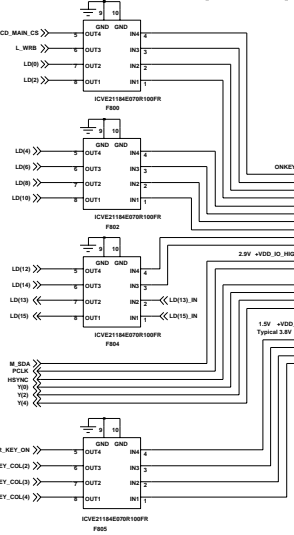 9 10
GND GND
CD_MAIN_CS 5 OUT4 IN4 4
L_WRB 6 OUT3 IN3 3
LD(0) 7 OUT2 IN2 2
LD(2) 8 OUT1 IN1 1
ICVE21184E070R100FR
F800
9 10
GND GND
LD(4) 5 OUT4 IN4 4
LD(6) 6 OUT3 IN3 3
LD(8) 7 OUT2 IN2 2
LD(10) 8 OUT1 IN1 1
ONKEY
ICVE21184E070R100FR
F802
9 10
2.9V +VDD_IO_HIG
GND GND
LD(12) 5 OUT4 IN4 4
LD(14) 6 OUT3 IN3 3
LD(13) 7 OUT2 IN2 2 LD(13)_IN
LD(15) 8 OUT1 IN1 1 LD(15)_IN
1.5V +VDD_
Typical 3.8V
ICVE21184E070R100FR
F804
M_SDA
PCLK
HSYNC
Y(0)
Y(2)
Y(4)
9 10
GND GND
R_KEY_ON 5 OUT4 IN4 4
EY_COL(2) 6 OUT3 IN3 3
EY_COL(3) 7 OUT2 IN2 2
EY_COL(4) 8 OUT1 IN1 1
ICVE21184E070R100FR
F805